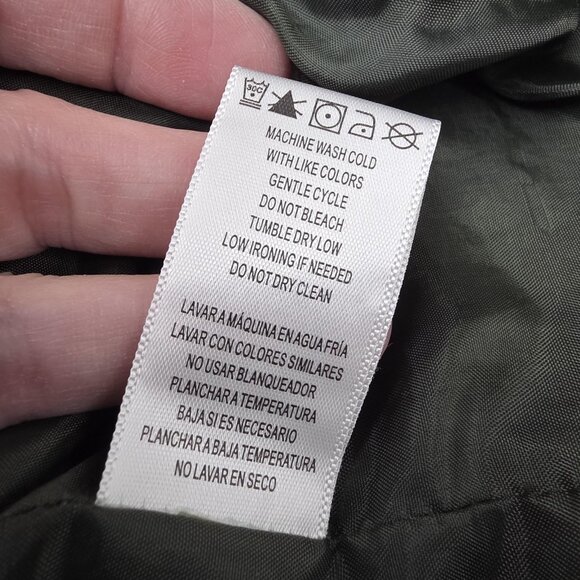 30C
MACHINE WASH COLD
WITH LIKE COLORS
GENTLE CYCLE
DO NOT BLEACH
TUMBLE DRY LOW
LOW IRONING IF NEEDED
DO NOT DRY CLEAN
LAVAR A MÁQUINA EN AGUA FRÍA
LAVAR CON COLORES SIMILARES
NO USAR BLANQUEADOR
PLANCHAR A TEMPERATURA
BAJA SI ES NECESARIO
PLANCHAR A BAJA TEMPERATURA
NO LAVAR EN SECO